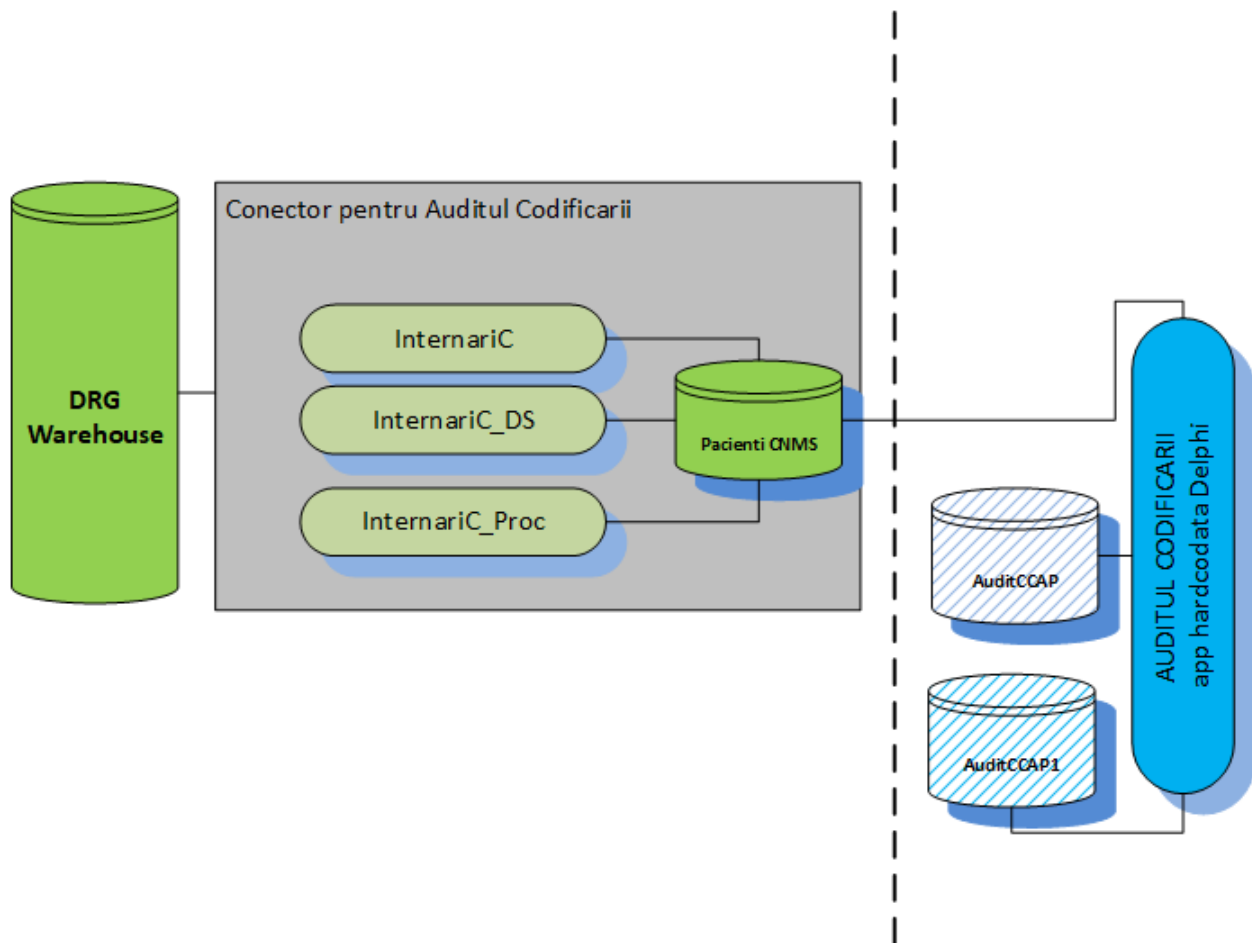 Conector pentru Auditul Codificarii
DRG
Warehouse
InternariC
InternariC_DS
InternariC_Proc
Pacienti CNMS
AuditCCAP
AuditCCAP1
AUDITUL CODIFICARII
app hardcodata Delphi